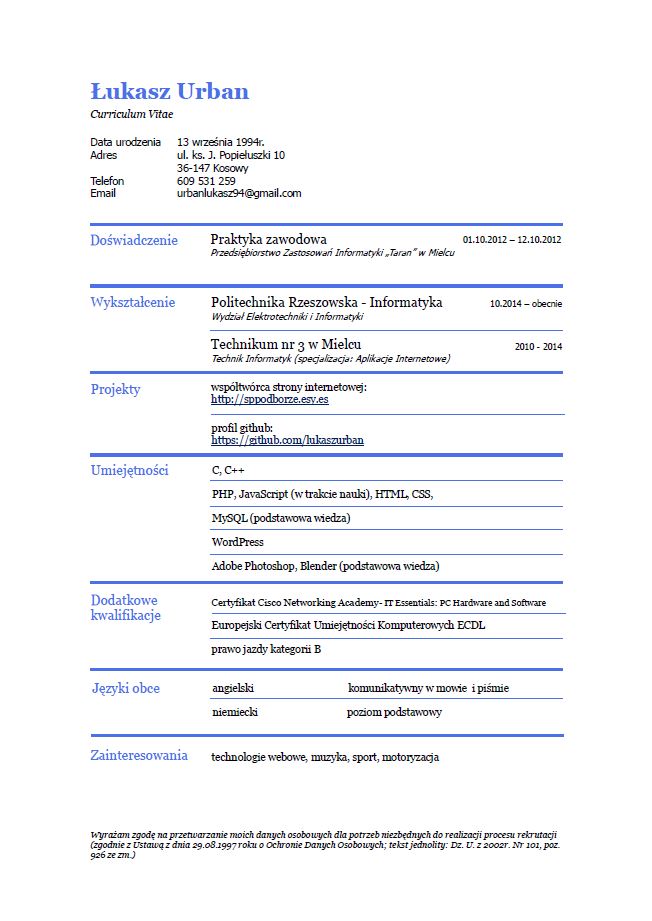 Łukasz Urban
Curriculum Vitae
Data urodzenia 13 września 1994r.
Adres ul. ks. J. Popiełuszki 10
36-147 Kosowy
Telefon 609 531 259
Email urbanlukasz94@gmail.com
Doświadczenie Praktyka zawodowa 01.10.2012 – 12.10.2012
Przedsiębiorstwo Zastosowań Informatyki „Taran” w Mielcu
Wykształcenie Politechnika Rzeszowska - Informatyka 10.2014 – obecnie
Wydział Elektrotechniki i Informatyki
Technikum nr 3 w Mielcu 2010 - 2014
Technik Informatyk (specjalizacja: Aplikacje Internetowe)
Projekty współtwórca strony internetowej:
http://sppodborze.esy.es
profil github:
https://github.com/lukaszurban
Umiejętności C, C++
PHP, JavaScript (w trakcie nauki), HTML, CSS,
MySQL (podstawowa wiedza)
WordPress
Adobe Photoshop, Blender (podstawowa wiedza)
Dodatkowe kwalifikacje Certyfikat Cisco Networking Academy- IT Essentials: PC Hardware and Software
Europejski Certyfikat Umiejętności Komputerowych ECDL
prawo jazdy kategorii B
Języki obce angielski komunikatywny w mowie i piśmie
niemiecki poziom podstawowy
Zainteresowania technologie webowe, muzyka, sport, motoryzacja
Wyrażam zgodę na przetwarzanie moich danych osobowych dla potrzeb niezbędnych do realizacji procesu rekrutacji
(zgodnie z Ustawą z dnia 29.08.1997 roku o Ochronie Danych Osobowych; tekst jednolity: Dz. U. z 2002r. Nr 101, poz.
926 ze zm.)